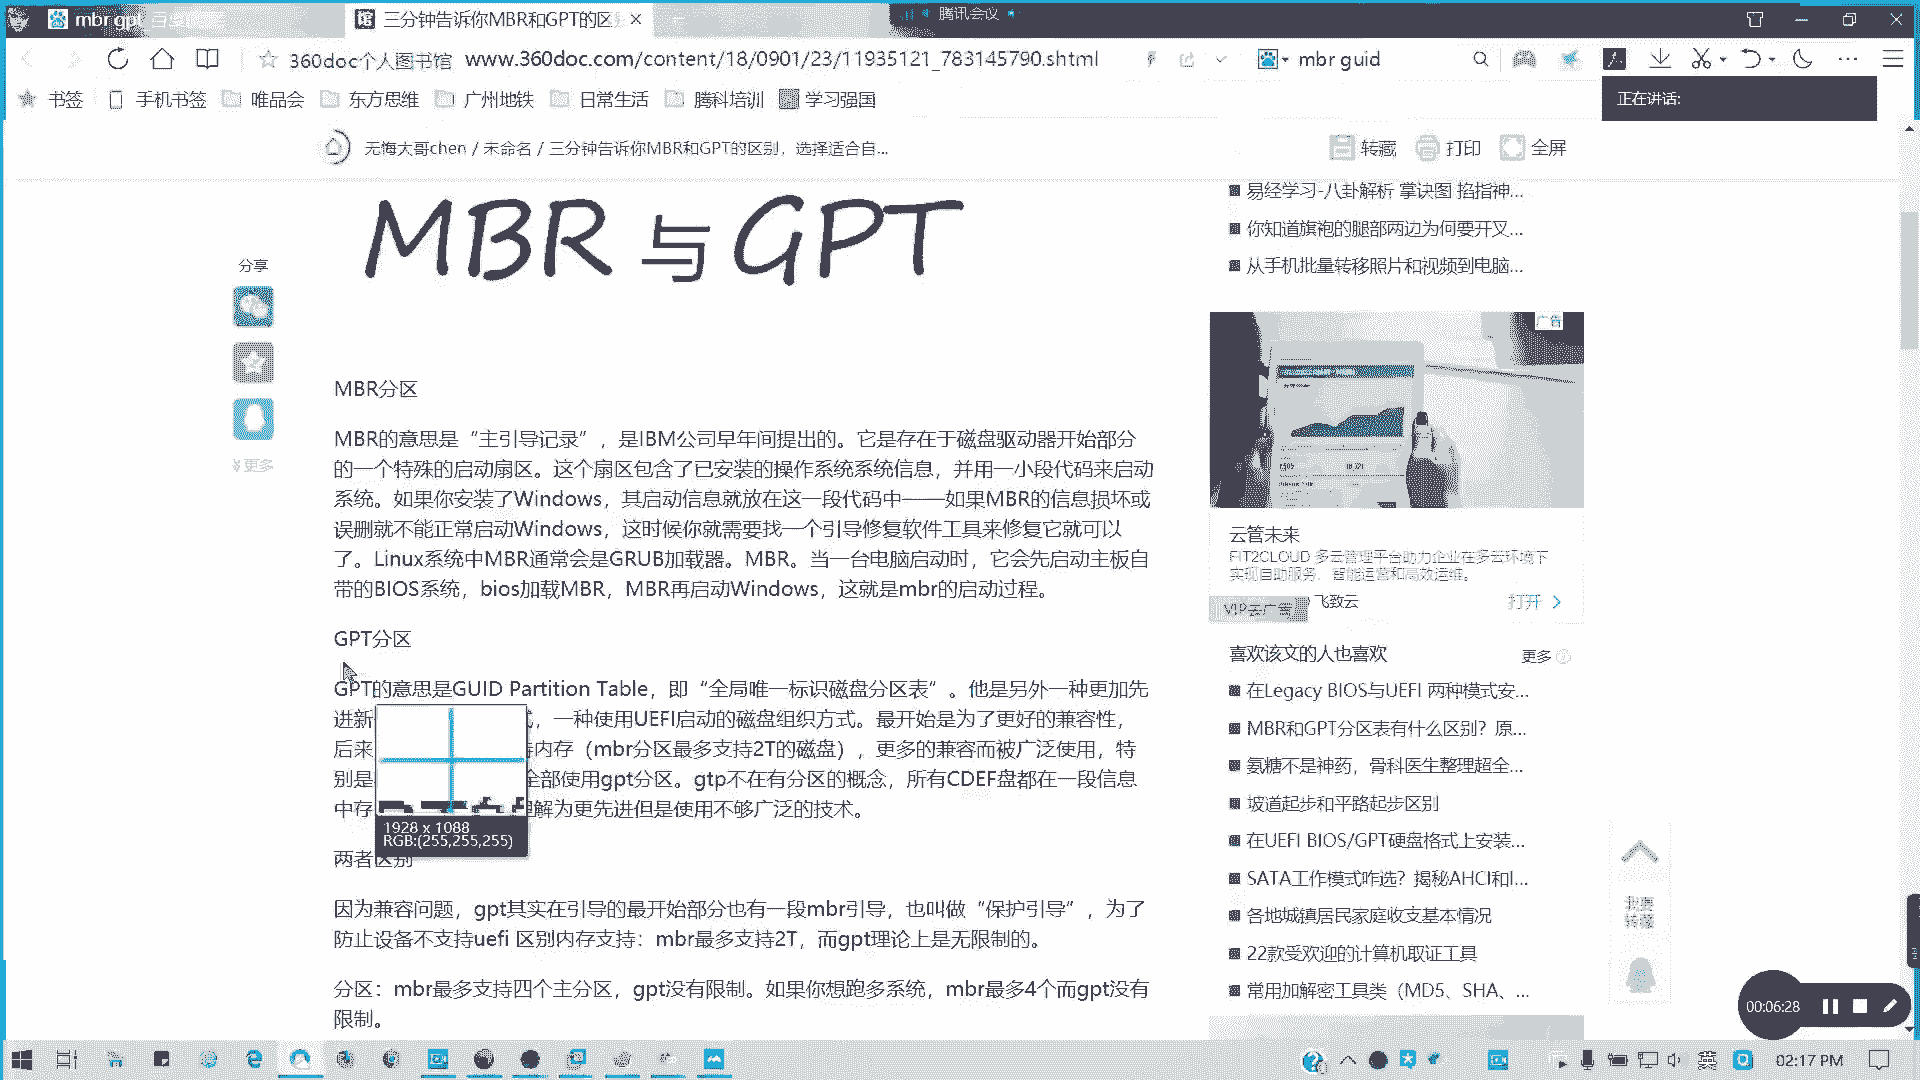 mbr gpt
三分钟告诉你MBR和GPT的区
腾讯会议
360doc个人图书馆 www.360doc.com/content/18/0901/23/11935121_783145790.shtml
mbr guid
书签 手机书签 唯品会 东方思维 广州地铁 日常生活 腾科培训 学习强国
正在讲话:
无悔大哥chen / 未命名 / 三分钟告诉你MBR和GPT的区别，选择适合自...
转藏 打印 全屏
MBR 与 GPT
分享
更多
MBR分区
MBR的意思是“主引导记录”，是IBM公司早年间提出的。它是存在于磁盘驱动器开始部分
的一个特殊的启动扇区。这个扇区包含了已安装的操作系统系统信息，并用一小段代码来启动
系统。如果你安装了Windows，其启动信息就放在这一段代码中——如果MBR的信息损坏或
误删就不能正常启动Windows，这时候你就需要找一个引导修复软件工具来修复它就可以
了。Linux系统中MBR通常会是GRUB加载器。MBR。当一台电脑启动时，它会先启动主板自
带的BIOS系统，bios加载MBR，MBR再启动Windows，这就是mbr的启动过程。
GPT分区
GPT的意思是GUID Partition Table，即“全局唯一标识磁盘分区表”。他是另外一种更加先
进新 ，一种使用UEFI启动的磁盘组织方式。最开始是为了更好的兼容性，
后来 内存（mbr分区最多支持2T的磁盘），更多的兼容而被广泛使用，特
别是 全部使用gpt分区。gtp不在有分区的概念，所有CDEF盘都在一段信息
中存 解为更先进但是使用不够广泛的技术。
1928 x 1088
RGB:(255,255,255)
两者区别
因为兼容问题，gpt其实在引导的最开始部分也有一段mbr引导，也叫做“保护引导”，为了
防止设备不支持uefi 区别内存支持：mbr最多支持2T，而gpt理论上是无限制的。
分区：mbr最多支持四个主分区，gpt没有限制。如果你想跑多系统，mbr最多4个而gpt没有
限制。
易经学习-八卦解析 掌诀图 掐指神...
你知道旗袍的腿部两边为何要开叉...
从手机批量转移照片和视频到电脑...
云管未来
FIT2CLOUD 多云管理平台助力企业在多云环境下
实现自助服务、智能运营和高效运维。
VIP去广告 飞致云 打开
喜欢该文的人也喜欢 更多
在Legacy BIOS与UEFI 两种模式安...
MBR和GPT分区表有什么区别？原...
氨糖不是神药，骨科医生整理超全...
坡道起步和平路起步区别
在UEFI BIOS/GPT硬盘格式上安装...
SATA工作模式咋选？揭秘AHCI和I...
各地城镇居民家庭收支基本情况
22款受欢迎的计算机取证工具
常用加解密工具类（MD5、SHA、...
我要
转藏
00:06:28
英
02:17 PM